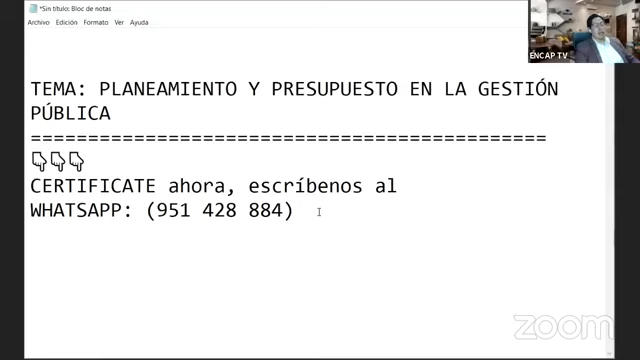 *Sin título: Bloc de notas
Archivo Edición Formato Ver Ayuda
ENCAP TV
TEMA: PLANEAMIENTO Y PRESUPUESTO EN LA GESTIÓN
PÚBLICA
=============================================
👇👇👇
CERTIFICATE ahora, escríbenos al
WHATSAPP: (951 428 884)
zoom